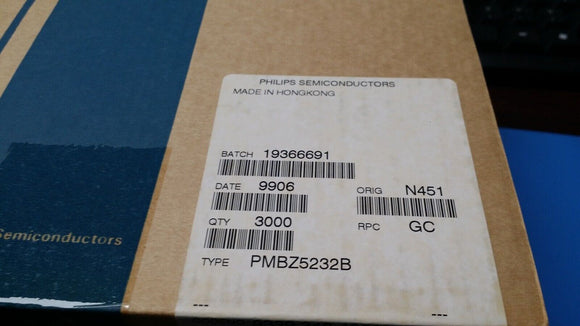 PHILIPS SEMICONDUCTORS
MADE IN HONGKONG
BATCH 19366691
DATE 9906 ORIG N451
QTY 3000 RPC GC
TYPE PMBZ5232B
--- ---
Semiconductors